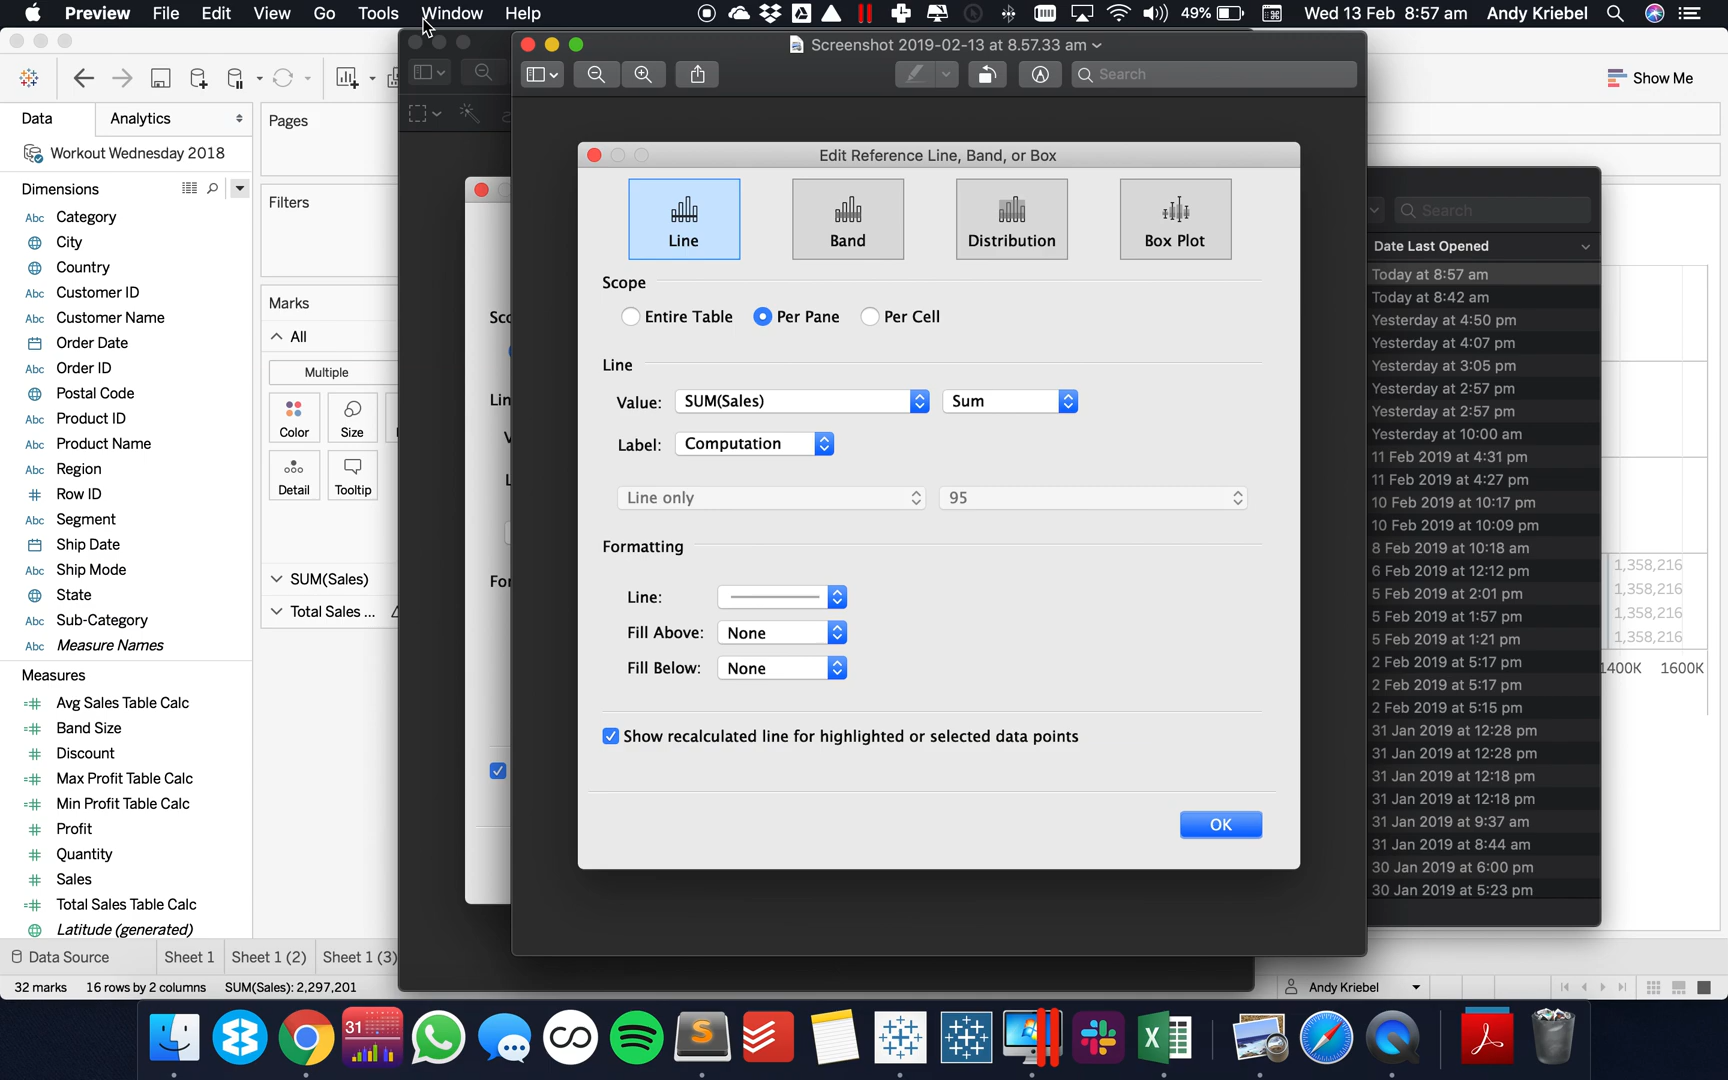 Preview File Edit View Go Tools Window Help 49% Wed 13 Feb 8:57 am Andy Kriebel
Screenshot 2019-02-13 at 8.57.33 am
Search
Show Me
Data Analytics
Pages
Workout Wednesday 2018
Dimensions
Filters
Abc Category
City
Country
Abc Customer ID
Abc Customer Name
Order Date
Abc Order ID
Postal Code
Abc Product ID
Abc Product Name
Abc Region
Row ID
Abc Segment
Ship Date
Abc Ship Mode
State
Abc Sub-Category
Abc Measure Names
Measures
Avg Sales Table Calc
Band Size
Discount
Max Profit Table Calc
Min Profit Table Calc
Profit
Quantity
Sales
Total Sales Table Calc
Latitude (generated)
Marks
All
Multiple
Color Size
Detail Tooltip
SUM(Sales)
Total Sales ...
Edit Reference Line, Band, or Box
Line Band Distribution Box Plot
Scope
Entire Table Per Pane Per Cell
Line
Value: SUM(Sales) Sum
Label: Computation
Line only 95
Formatting
Line:
Fill Above: None
Fill Below: None
Show recalculated line for highlighted or selected data points
OK
Search
Date Last Opened
Today at 8:57 am
Today at 8:42 am
Yesterday at 4:50 pm
Yesterday at 4:07 pm
Yesterday at 3:05 pm
Yesterday at 2:57 pm
Yesterday at 2:57 pm
Yesterday at 10:00 am
11 Feb 2019 at 4:31 pm
11 Feb 2019 at 4:27 pm
10 Feb 2019 at 10:17 pm
10 Feb 2019 at 10:09 pm
8 Feb 2019 at 10:18 am
6 Feb 2019 at 12:12 pm
5 Feb 2019 at 2:01 pm
5 Feb 2019 at 1:57 pm
5 Feb 2019 at 1:21 pm
2 Feb 2019 at 5:17 pm
2 Feb 2019 at 5:17 pm
2 Feb 2019 at 5:15 pm
31 Jan 2019 at 12:28 pm
31 Jan 2019 at 12:28 pm
31 Jan 2019 at 12:18 pm
31 Jan 2019 at 12:18 pm
31 Jan 2019 at 9:37 am
31 Jan 2019 at 8:44 am
30 Jan 2019 at 6:00 pm
30 Jan 2019 at 5:23 pm
1,358,216
1,358,216
1,358,216
1,358,216
1400K 1600K
Data Source Sheet 1 Sheet 1 (2) Sheet 1 (3)
32 marks 16 rows by 2 columns SUM(Sales): 2,297,201 Andy Kriebel
31